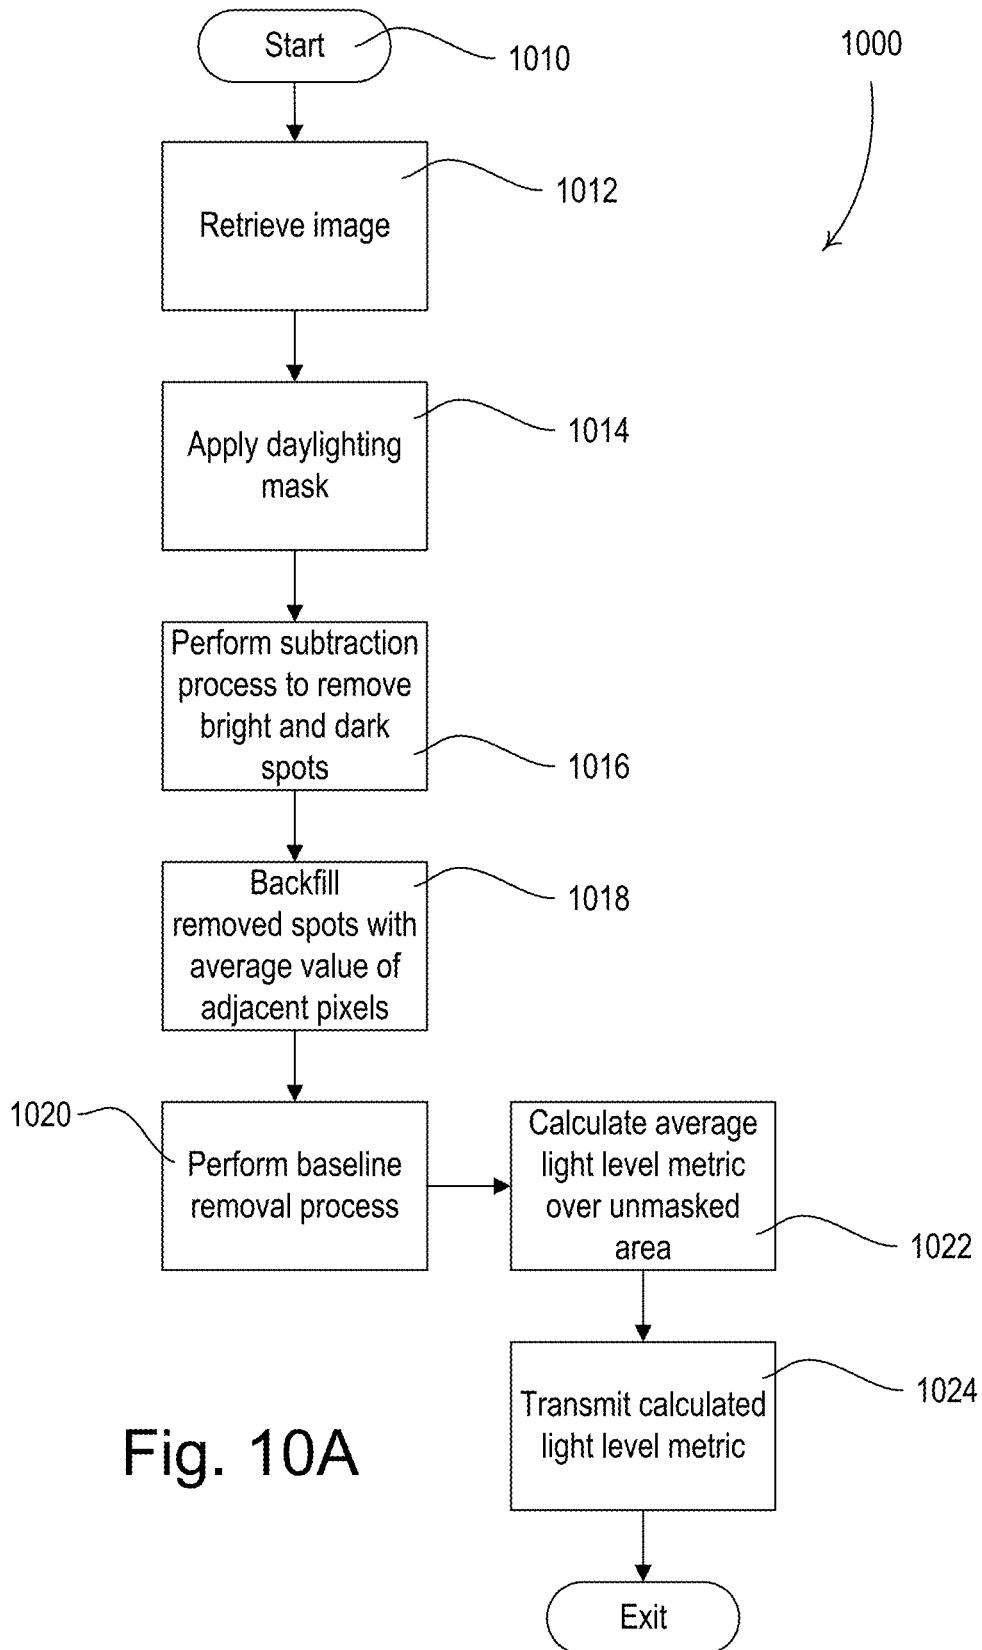 Start
1010
1000
Retrieve image
1012
Apply daylighting
mask
1014
Perform subtraction
process to remove
bright and dark
spots
1016
Backfill
removed spots with
average value of
adjacent pixels
1018
1020
Perform baseline
removal process
Calculate average
light level metric
over unmasked
area
1022
Transmit calculated
light level metric
1024
Fig. 10A
Exit